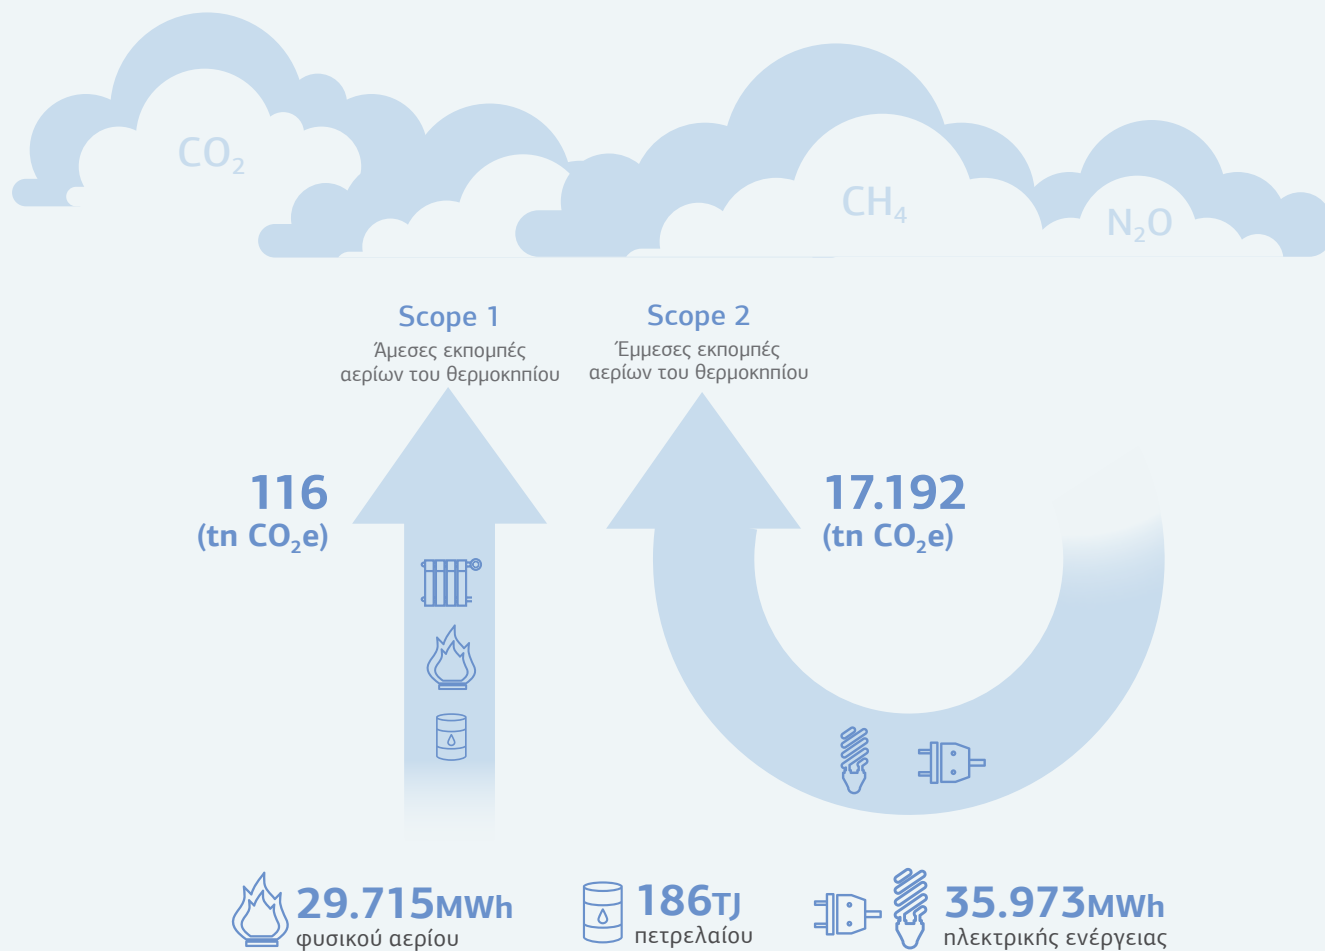 CO₂
CH₄
N₂O
Scope 1
Άμεσες εκπομπές
αερίων του θερμοκηπίου
116
(tn CO₂e)
Scope 2
Έμμεσες εκπομπές
αερίων του θερμοκηπίου
17.192
(tn CO₂e)
29.715MWh
φυσικού αερίου
186TJ
πετρελαίου
35.973MWh
ηλεκτρικής ενέργειας